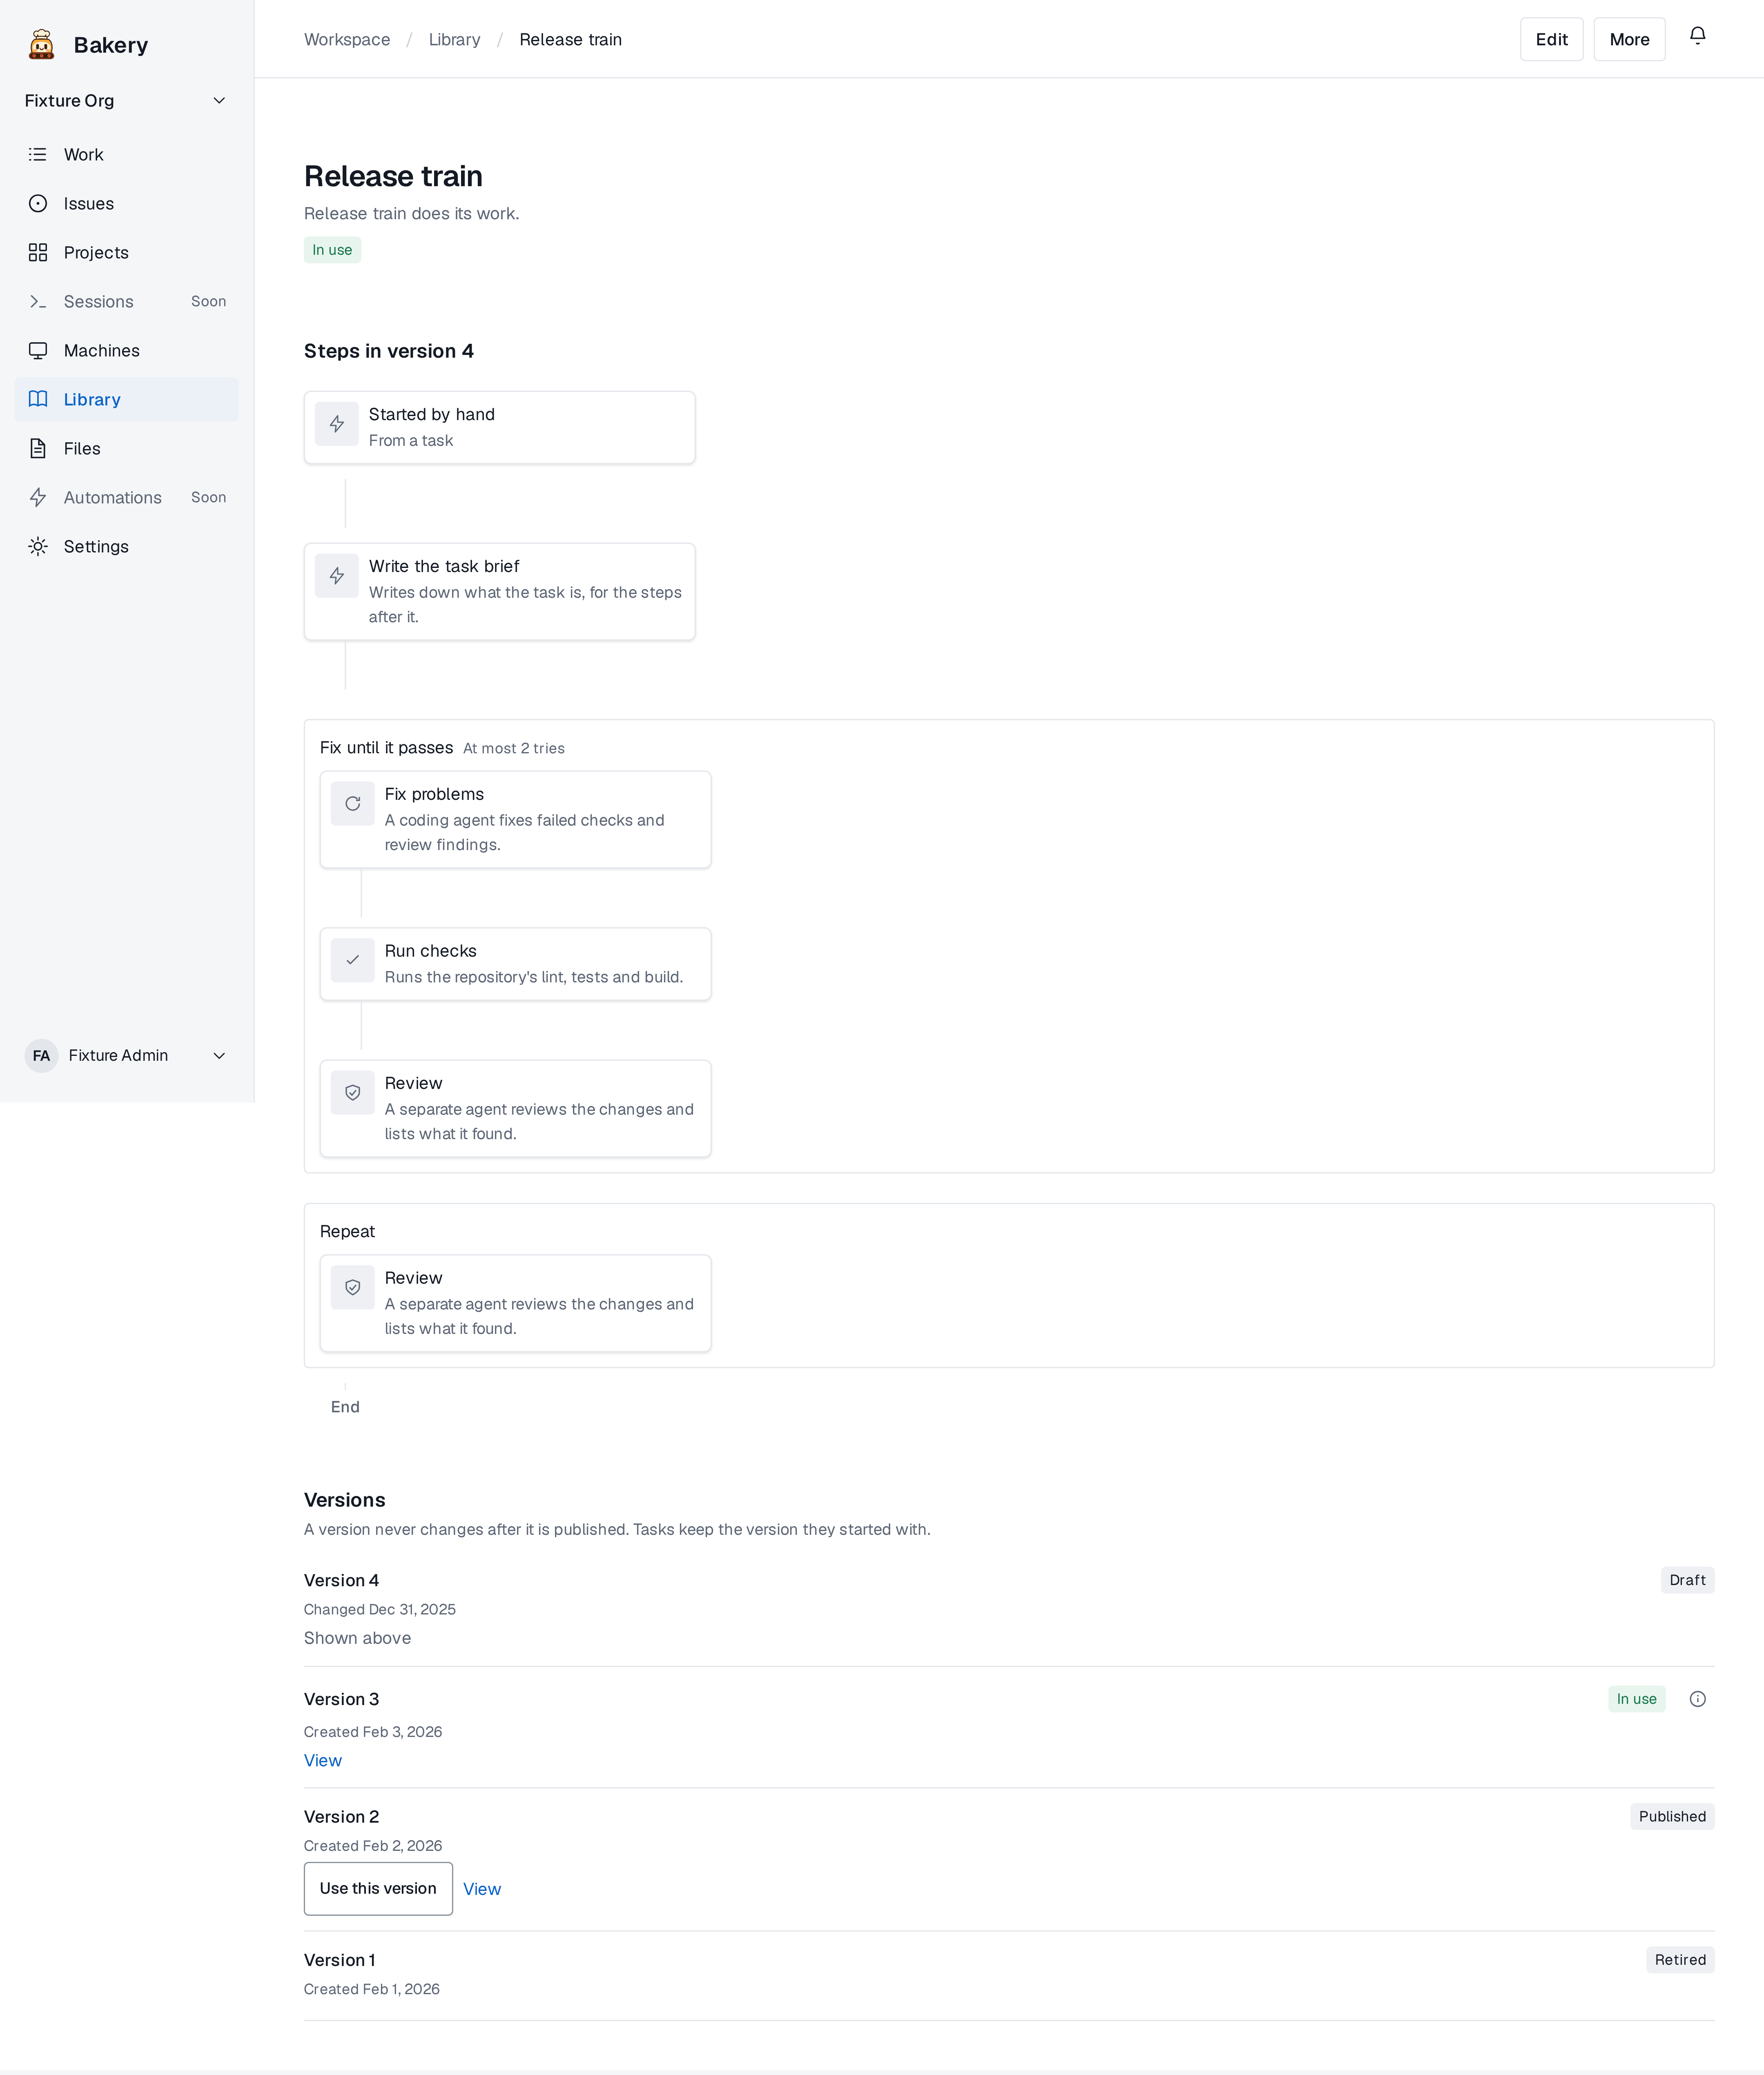 Bakery
Fixture Org
Work
Issues
Projects
Sessions Soon
Machines
Library
Files
Automations Soon
Settings
FA Fixture Admin
Workspace / Library / Release train
Edit More
Release train
Release train does its work.
In use
Steps in version 4
Started by hand
From a task
Write the task brief
Writes down what the task is, for the steps
after it.
Fix until it passes At most 2 tries
Fix problems
A coding agent fixes failed checks and
review findings.
Run checks
Runs the repository's lint, tests and build.
Review
A separate agent reviews the changes and
lists what it found.
Repeat
Review
A separate agent reviews the changes and
lists what it found.
End
Versions
A version never changes after it is published. Tasks keep the version they started with.
Version 4 Draft
Changed Dec 31, 2025
Shown above
Version 3 In use
Created Feb 3, 2026
View
Version 2 Published
Created Feb 2, 2026
Use this version View
Version 1 Retired
Created Feb 1, 2026